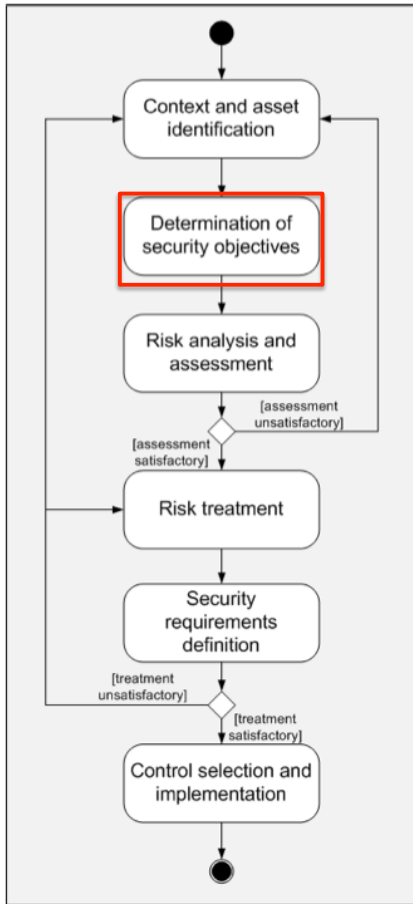 Context and asset
identification
Determination of
security objectives
Risk analysis and
assessment
[assessment
unsatisfactory]
[assessment
satisfactory]
Risk treatment
Security
requirements
definition
[treatment
unsatisfactory]
[treatment
satisfactory]
Control selection and
implementation